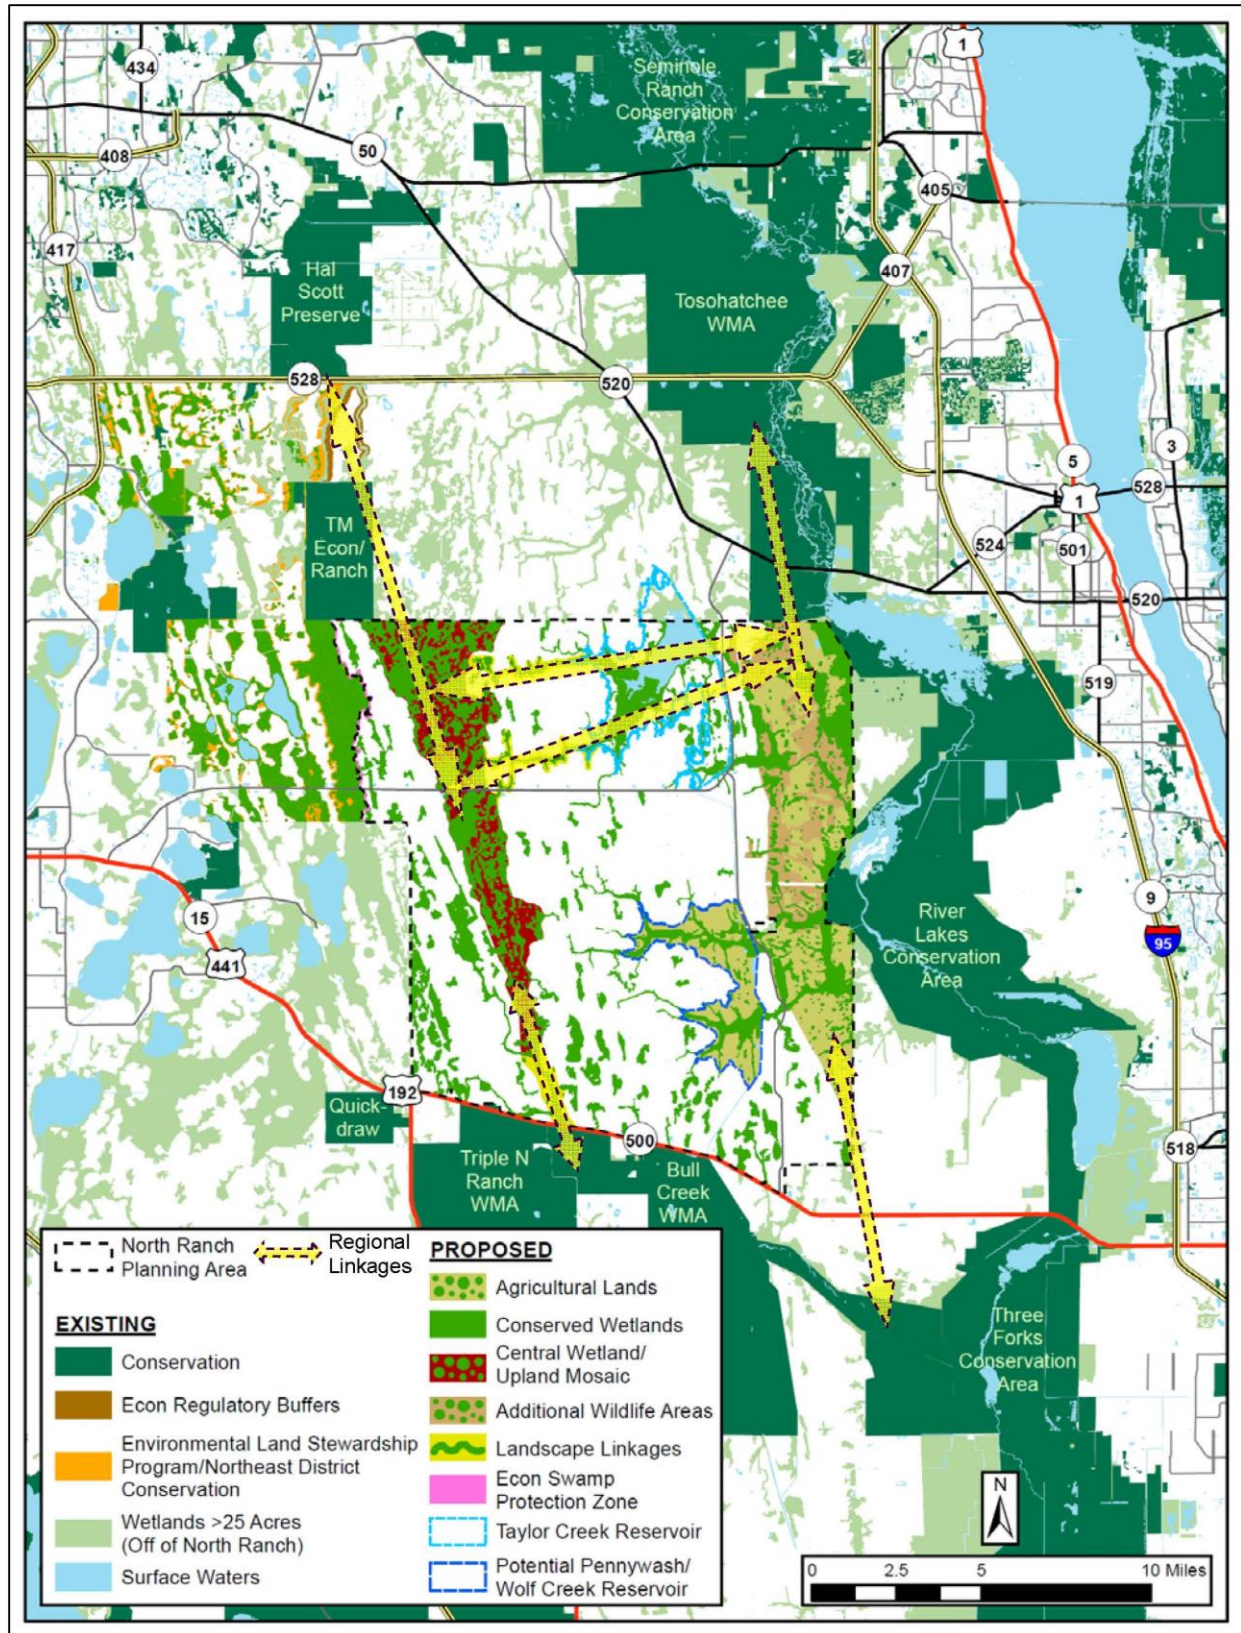 1
434
Seminole
Ranch
Conservation
Area
50
408
405
417
407
Hal
Scott
Preserve
Tosohatchee
WMA
528
520
3
5
1
528
TM
Econ/
Ranch
524
501
520
519
9
95
15
441
River
Lakes
Conservation
Area
192
Quick-
draw
500
518
Triple N
Ranch
WMA
Bull
Creek
WMA
Three
Forks
Conservation
Area
North Ranch
Planning Area
Regional
Linkages
EXISTING
Conservation
Econ Regulatory Buffers
Environmental Land Stewardship
Program/Northeast District
Conservation
Wetlands >25 Acres
(Off of North Ranch)
Surface Waters
PROPOSED
Agricultural Lands
Conserved Wetlands
Central Wetland/
Upland Mosaic
Additional Wildlife Areas
Landscape Linkages
Econ Swamp
Protection Zone
Taylor Creek Reservoir
Potential Pennywash/
Wolf Creek Reservoir
N
0 2.5 5 10 Miles